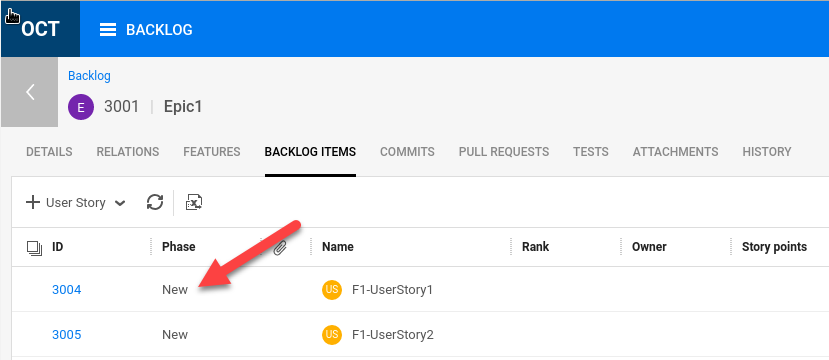 OCT BACKLOG
Backlog
E 3001 | Epic1
DETAILS RELATIONS FEATURES BACKLOG ITEMS COMMITS PULL REQUESTS TESTS ATTACHMENTS HISTORY
+ User Story
ID Phase Name Rank Owner Story points
3004 New US F1-UserStory1
3005 New US F1-UserStory2